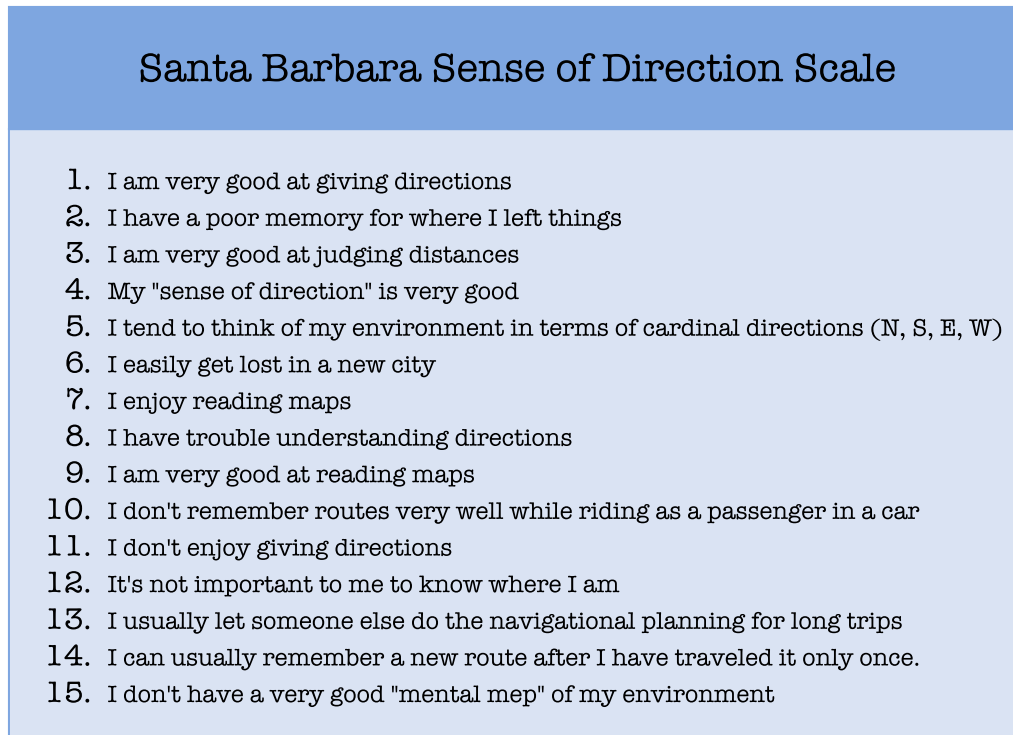 Santa Barbara Sense of Direction Scale
1. I am very good at giving directions
2. I have a poor memory for where I left things
3. I am very good at judging distances
4. My "sense of direction" is very good
5. I tend to think of my environment in terms of cardinal directions (N, S, E, W)
6. I easily get lost in a new city
7. I enjoy reading maps
8. I have trouble understanding directions
9. I am very good at reading maps
10. I don't remember routes very well while riding as a passenger in a car
11. I don't enjoy giving directions
12. It's not important to me to know where I am
13. I usually let someone else do the navigational planning for long trips
14. I can usually remember a new route after I have traveled it only once.
15. I don't have a very good "mental mep" of my environment